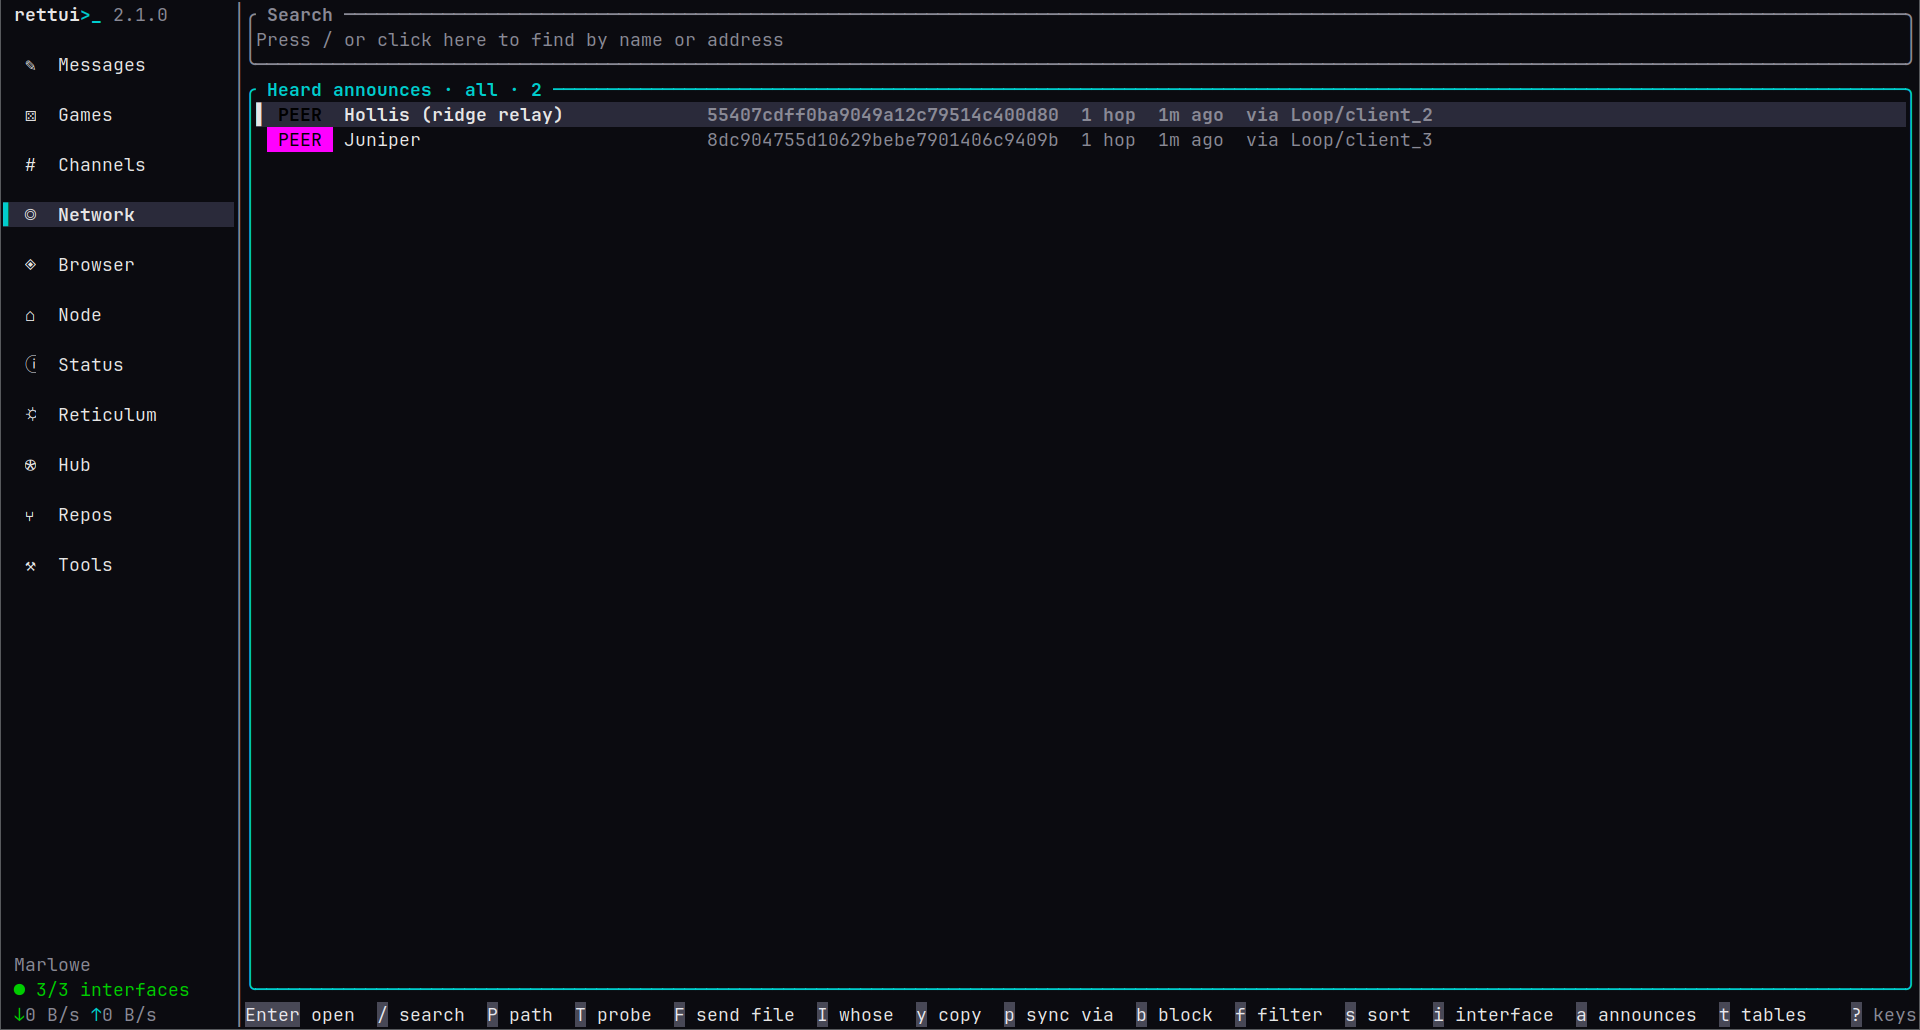 rettui>_ 2.1.0
Messages
Games
# Channels
Network
Browser
Node
Status
Reticulum
Hub
Repos
Tools
Marlowe
● 3/3 interfaces
↓0 B/s ↑0 B/s
Search
Press / or click here to find by name or address
Heard announces · all · 2
PEER Hollis (ridge relay) 55407cdff0ba9049a12c79514c400d80 1 hop 1m ago via Loop/client_2
PEER Juniper 8dc904755d10629bebe7901406c9409b 1 hop 1m ago via Loop/client_3
Enter open / search P path T probe F send file I whose y copy p sync via b block f filter s sort i interface a announces t tables ? keys